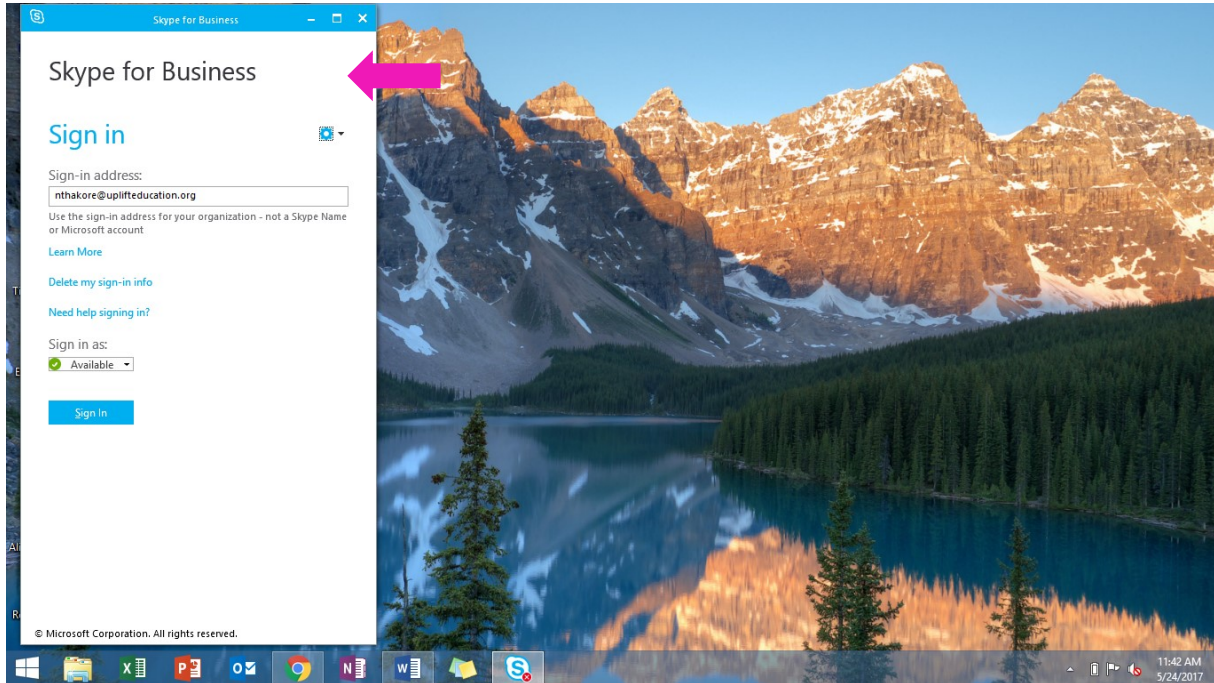 Skype for Business
Skype for Business
Sign in
Sign-in address:
nthakore@uplifteducation.org
Use the sign-in address for your organization - not a Skype Name
or Microsoft account
Learn More
Delete my sign-in info
Need help signing in?
Sign in as:
Available
Sign In
© Microsoft Corporation. All rights reserved.
11:42 AM
5/24/2017